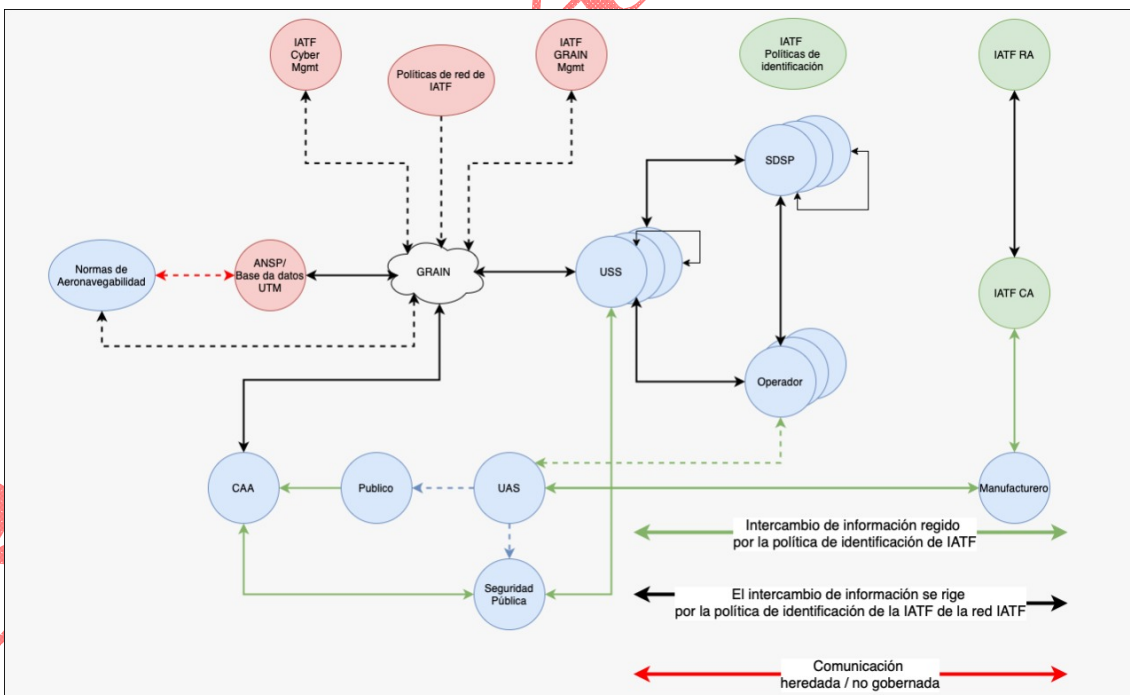 IATF
Cyber
Mgmt
Políticas de red de
IATF
IATF
GRAIN
Mgmt
IATF
Políticas de
identificación
IATF RA
SDSP
Normas de
Aeronavegabilidad
ANSP/
Base da datos
UTM
GRAIN
USS
IATF CA
Operador
CAA
Publico
UAS
Manufacturero
Intercambio de información regido
por la política de identificación de IATF
Seguridad
Pública
El intercambio de información se rige
por la política de identificación de la IATF de la red IATF
Comunicación
heredada / no gobernada